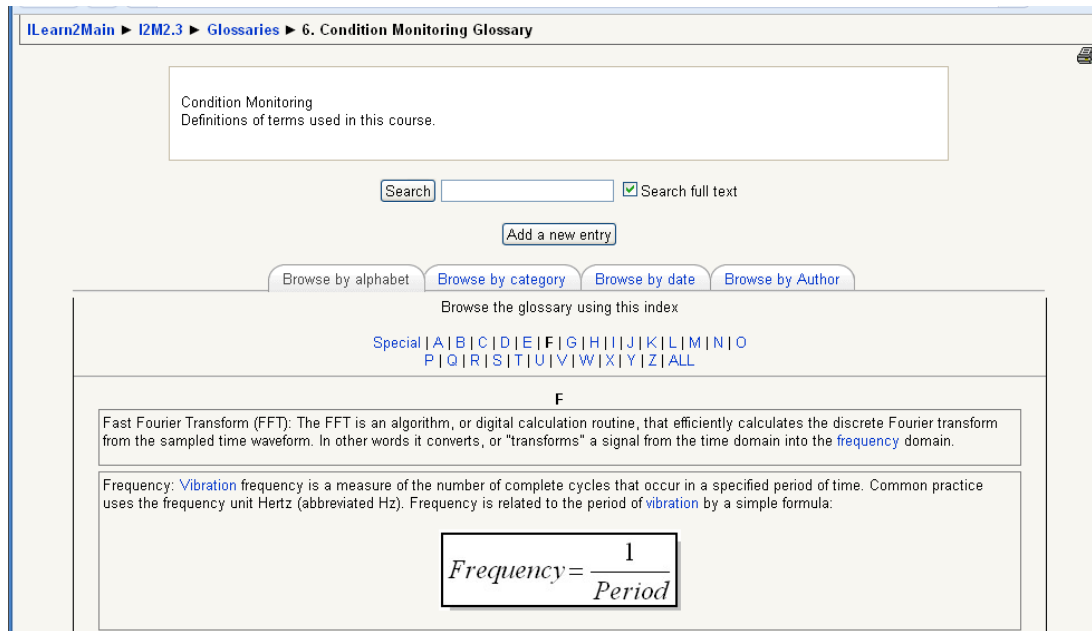 ILearn2Main ► I2M2.3 ► Glossaries ► 6. Condition Monitoring Glossary
Condition Monitoring
Definitions of terms used in this course.
Search Search full text
Add a new entry
Browse by alphabet Browse by category Browse by date Browse by Author
Browse the glossary using this index
Special | A | B | C | D | E | F | G | H | I | J | K | L | M | N | O
P | Q | R | S | T | U | V | W | X | Y | Z | ALL
F
Fast Fourier Transform (FFT): The FFT is an algorithm, or digital calculation routine, that efficiently calculates the discrete Fourier transform
from the sampled time waveform. In other words it converts, or "transforms" a signal from the time domain into the frequency domain.
Frequency: Vibration frequency is a measure of the number of complete cycles that occur in a specified period of time. Common practice
uses the frequency unit Hertz (abbreviated Hz). Frequency is related to the period of vibration by a simple formula:
Frequency = 1
Period